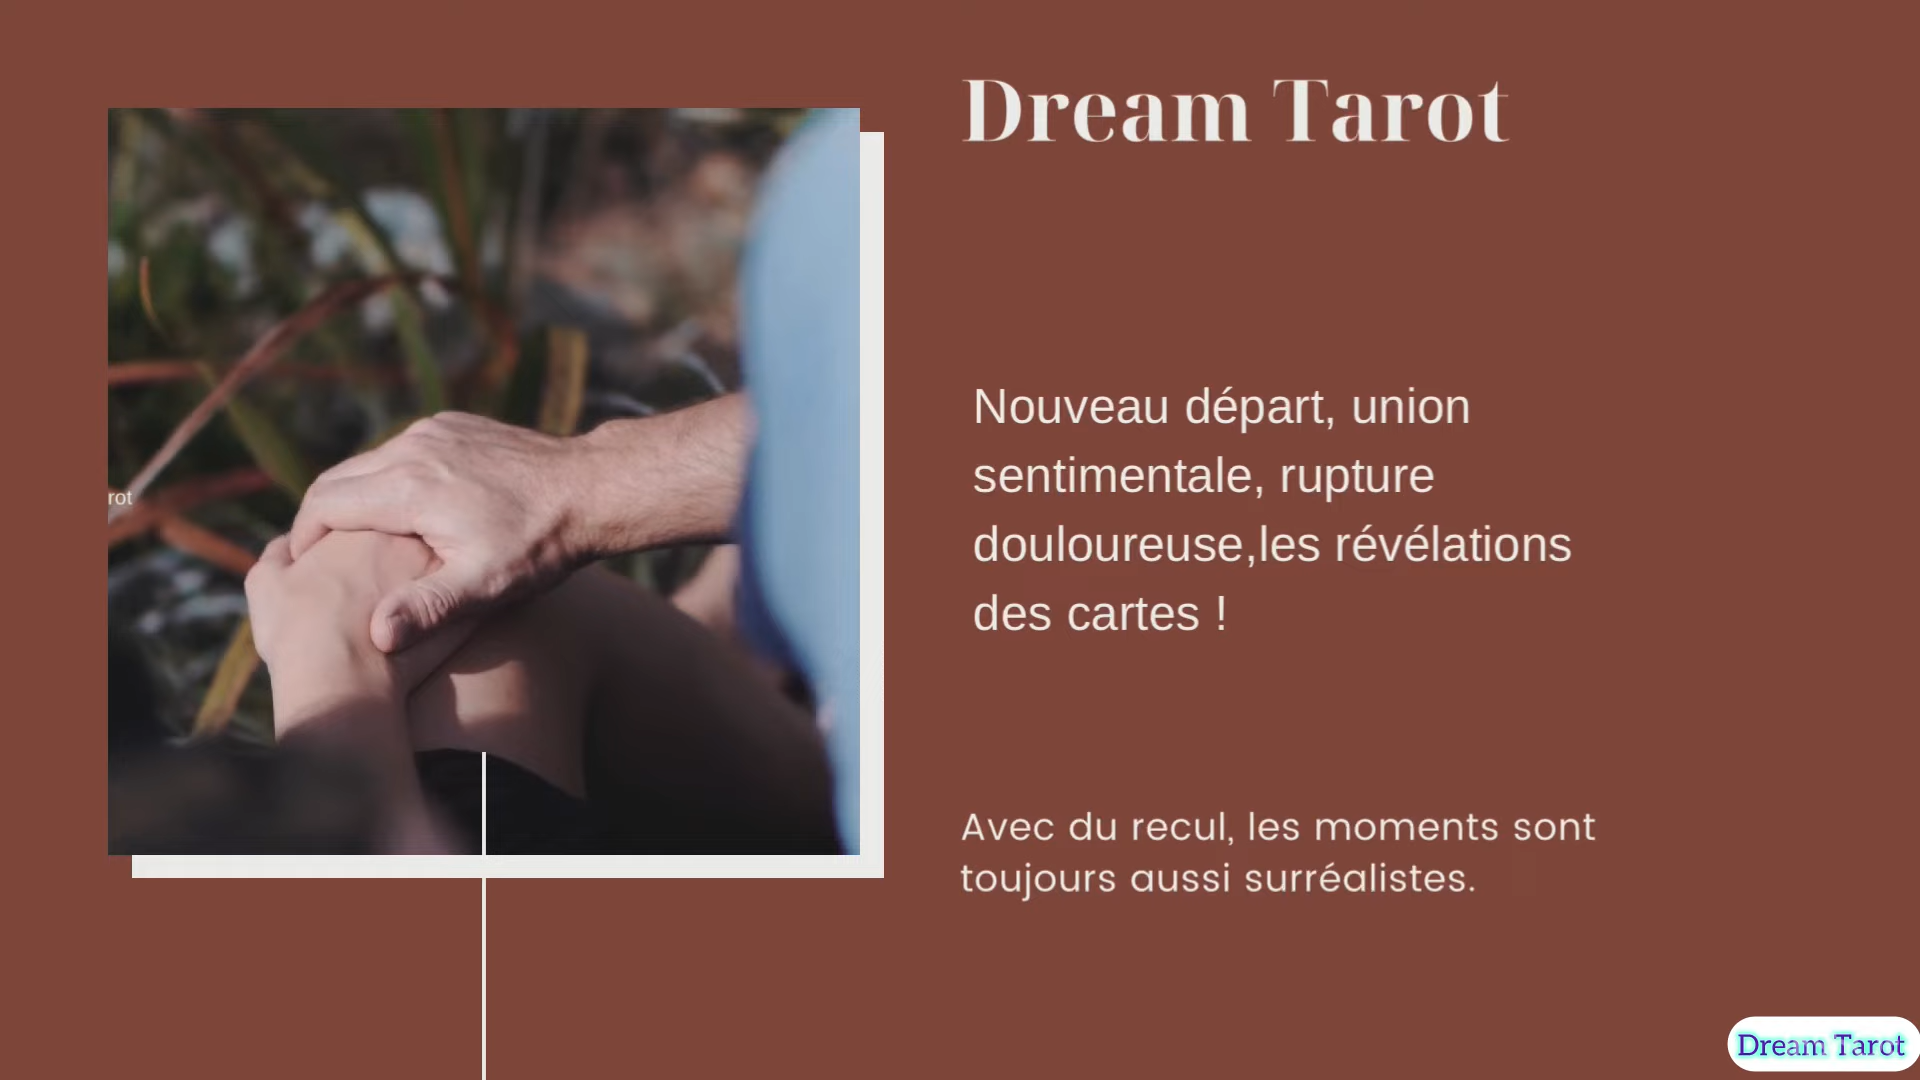 Dream Tarot
rot
Nouveau départ, union
sentimentale, rupture
douloureuse,les révélations
des cartes !
Avec du recul, les moments sont
toujours aussi surréalistes.
Dream Tarot